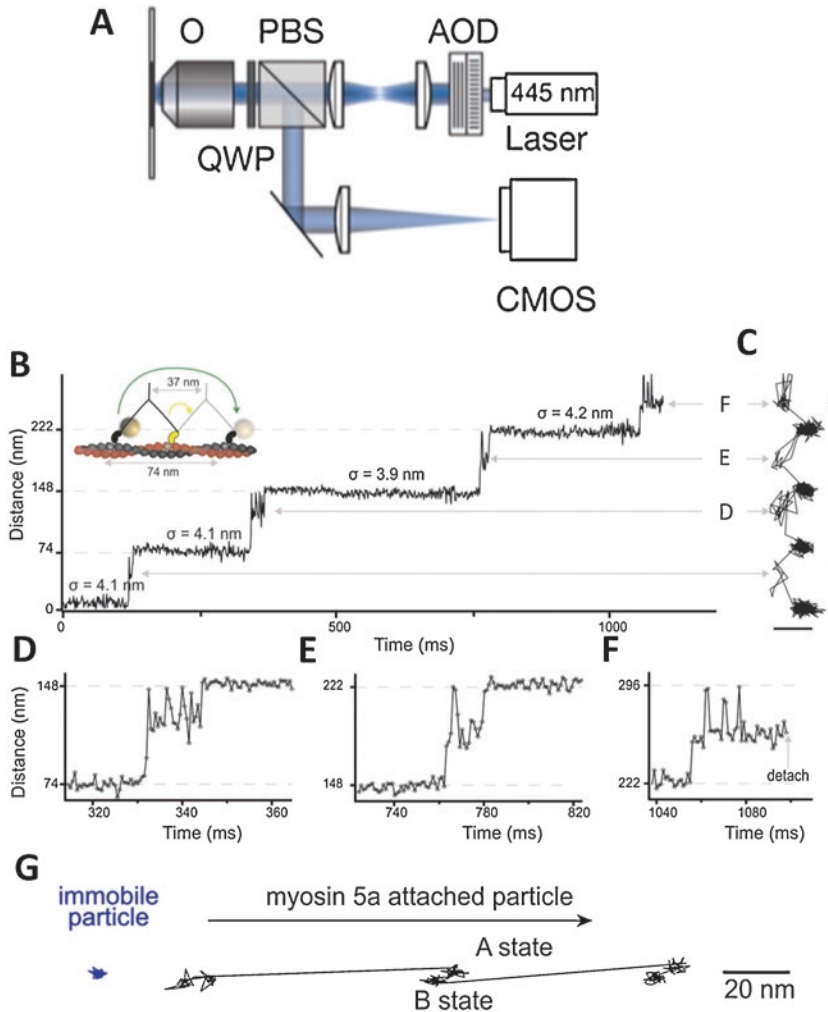 A
O
PBS
AOD
445 nm
Laser
QWP
CMOS
B
C
37 nm
74 nm
Distance (nm)
222
148
74
0
σ = 4.1 nm
σ = 4.1 nm
σ = 3.9 nm
σ = 4.2 nm
F
E
D
0
500
1000
Time (ms)
D
Distance (nm)
148
74
320
340
360
Time (ms)
E
222
148
740
780
820
Time (ms)
F
296
222
detach
1040
1080
Time (ms)
G
immobile
particle
myosin 5a attached particle
A state
B state
20 nm